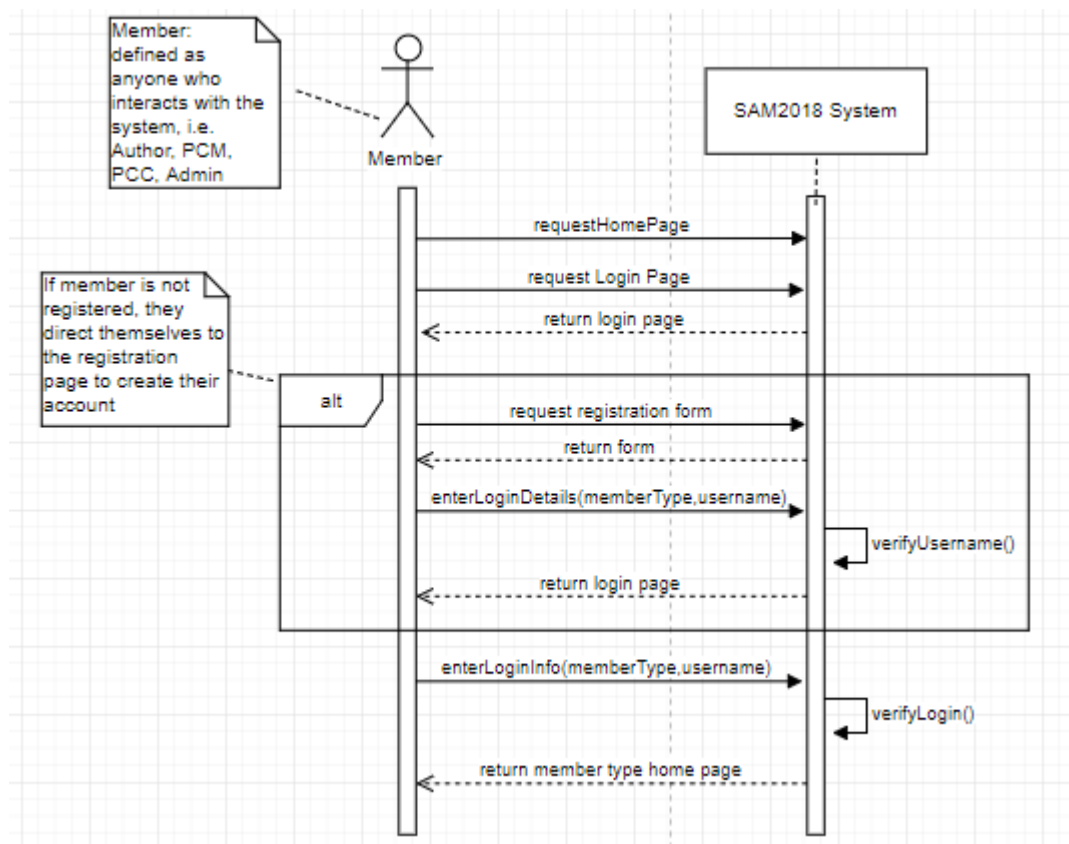 Member:
defined as
anyone who
interacts with the
system, i.e.
Author, PCM,
PCC, Admin
Member
SAM2018 System
requestHomePage
request Login Page
return login page
If member is not
registered, they
direct themselves to
the registration
page to create their
account
alt
request registration form
return form
enterLoginDetails(memberType,username)
verifyUsername()
return login page
enterLoginInfo(memberType,username)
verifyLogin()
return member type home page